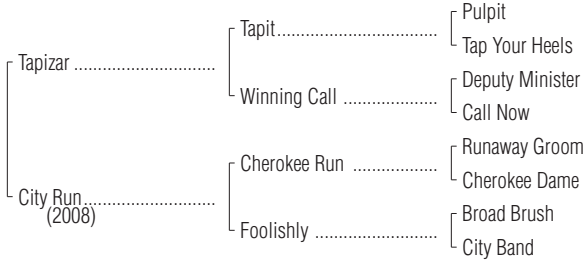 Pulpit
Tapit
Tap Your Heels
Tapizar
Deputy Minister
Winning Call
Call Now
Runaway Groom
Cherokee Run
Cherokee Dame
City Run
(2008)
Broad Brush
Foolishly
City Band